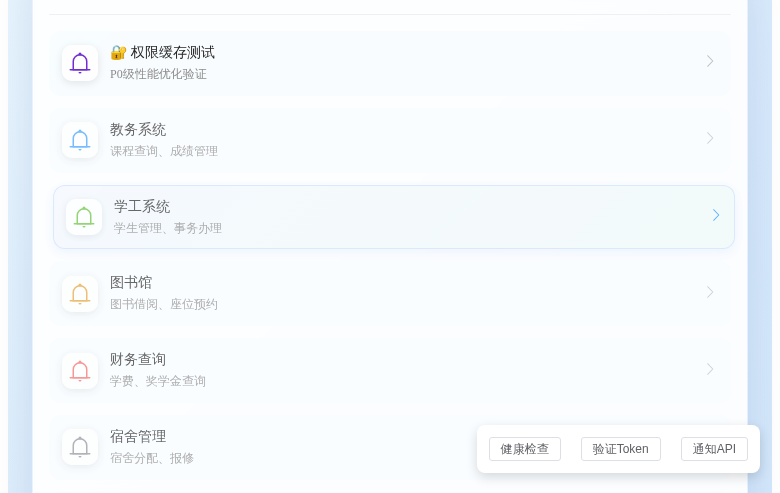 🔐 权限缓存测试
P0级性能优化验证
教务系统
课程查询、成绩管理
学工系统
学生管理、事务办理
图书馆
图书借阅、座位预约
财务查询
学费、奖学金查询
宿舍管理
宿舍分配、报修
健康检查 验证Token 通知API